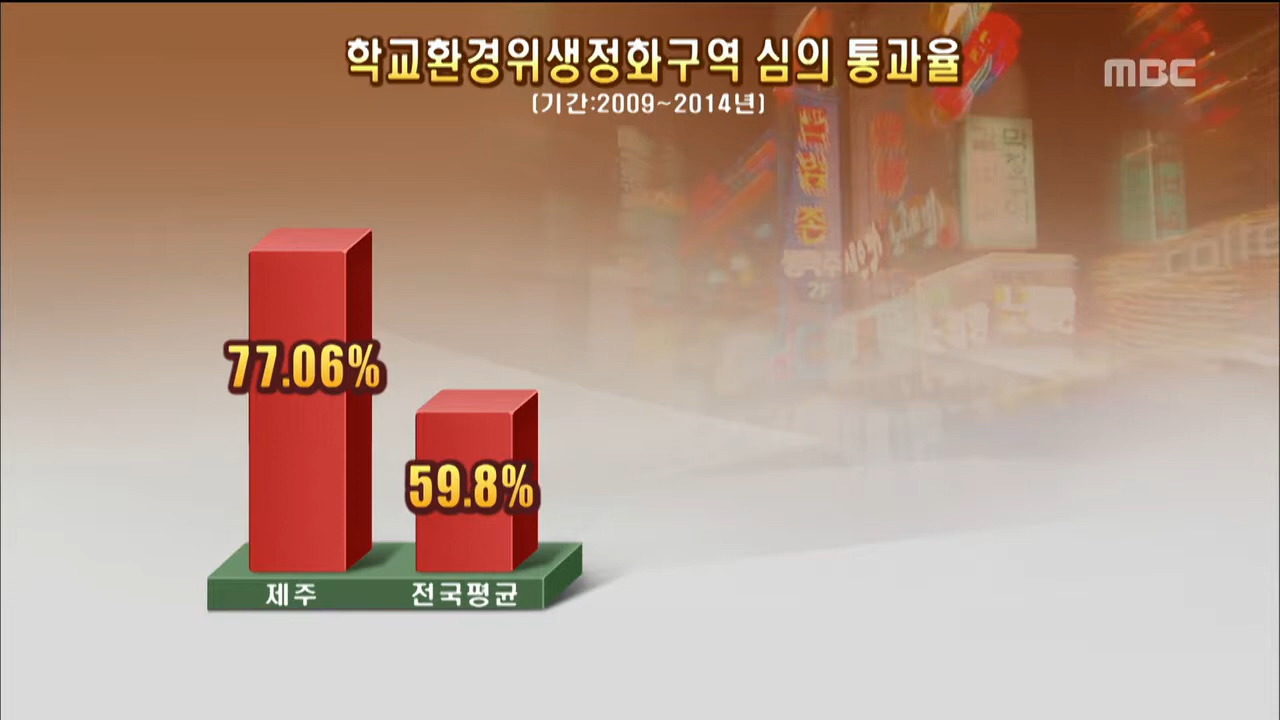 학교환경위생정화구역 심의 통과율
MBC
(기간:2009~2014년)
77.06%
59.8%
제주
전국평균